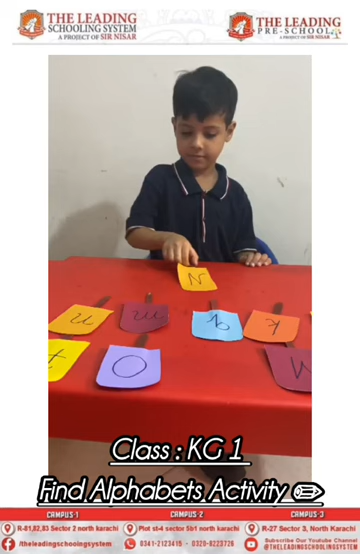 THE LEADING
SCHOOLING SYSTEM
A PROJECT OF SIR NISAR
THE LEADING
PRE-SCHOOL
A PROJECT OF SIR NISAR
N
n
m
k
t
O
M
Class : KG 1
Find Alphabets Activity
CAMPUS-1
CAMPUS-2
CAMPUS-3
R-81,82,83 Sector 2 north karachi
Plot st-4 sector 5b1 north karachi
R-27 Sector 3, North Karachi
/theleadingschooingsystem
0341-2123415 - 0320-8223726
Subscribe Our Youtube Channel
@THELEADINGSCHOOLINGSYSTEM